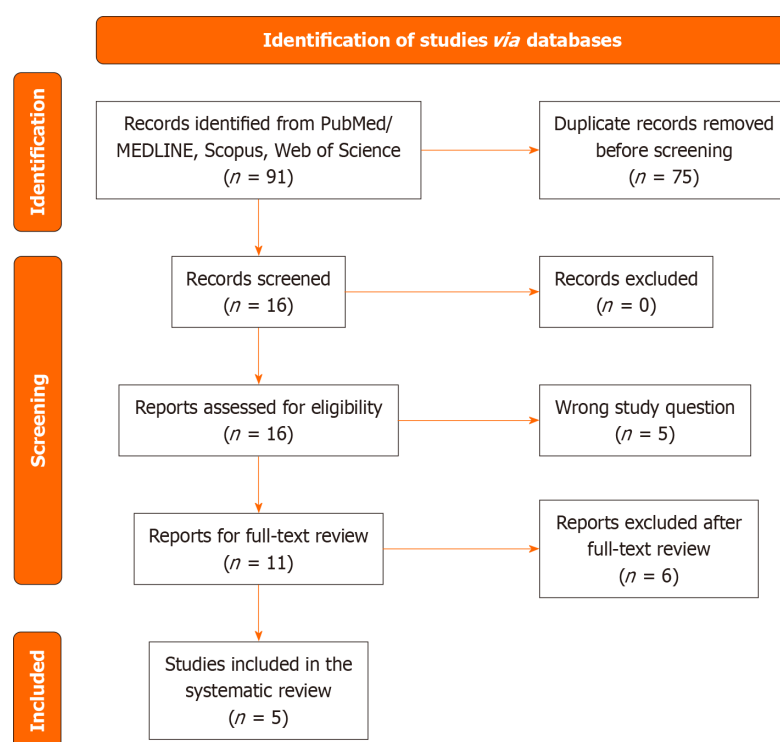 Identification of studies via databases
Identification
Records identified from PubMed/
MEDLINE, Scopus, Web of Science
(n = 91)
Duplicate records removed
before screening
(n = 75)
Screening
Records screened
(n = 16)
Records excluded
(n = 0)
Reports assessed for eligibility
(n = 16)
Wrong study question
(n = 5)
Reports for full-text review
(n = 11)
Reports excluded after
full-text review
(n = 6)
Included
Studies included in the
systematic review
(n = 5)